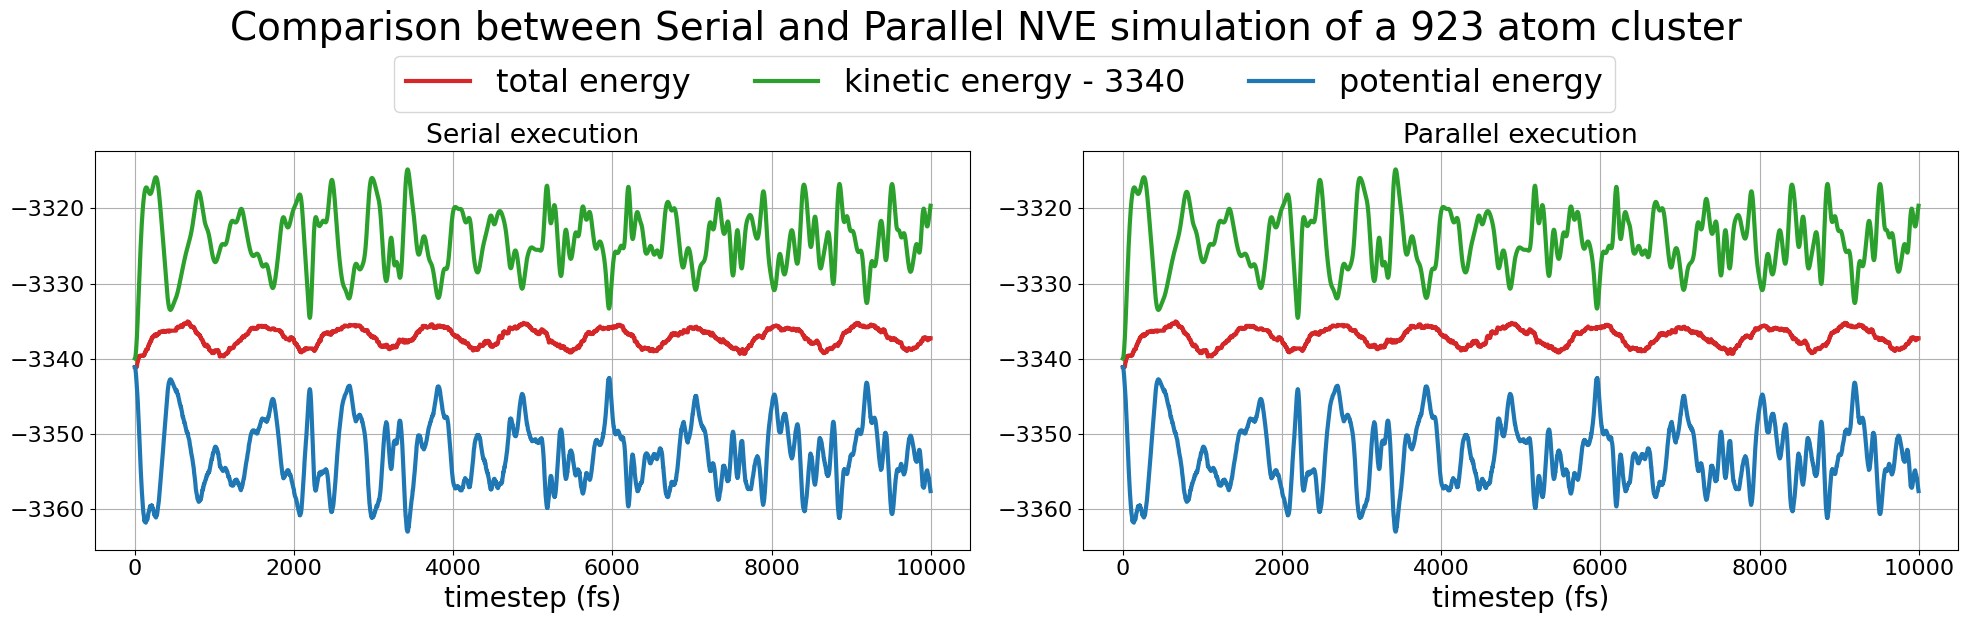 Comparison between Serial and Parallel NVE simulation of a 923 atom cluster
total energy kinetic energy - 3340 potential energy
Serial execution
−3320
−3330
−3340
−3350
−3360
0 2000 4000 6000 8000 10000
timestep (fs)
Parallel execution
−3320
−3330
−3340
−3350
−3360
0 2000 4000 6000 8000 10000
timestep (fs)